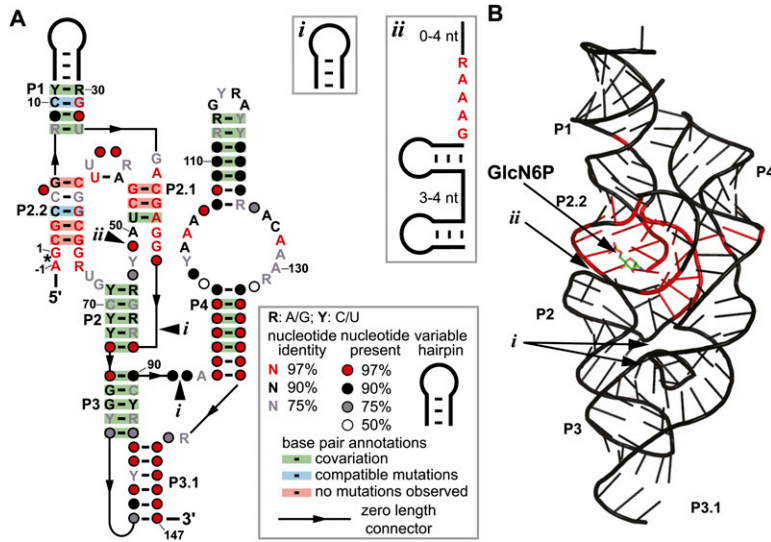 A
P1
Y
R
30
10
C
G
R
U
U
U
A
R
G
A
G
C
P2.2
C
G
C
G
G
C
G
C
G
G
A
R
1
-1
*
5'
U
G
P2.1
G
C
C
G
U
A
G
G
50
A
ii
Y
P2
Y
R
70
C
G
Y
R
Y
R
i
90
P3
G
C
G
Y
G
R
Y
R
i
A
R
Y
P3.1
3'
147
G
Y
R
A
R
Y
R
Y
110
R
A
C
A
A
A
R
130
A
A
Y
A
A
P4
i
ii
0-4 nt
R
A
A
A
G
3-4 nt
R: A/G; Y: C/U
nucleotide identity
nucleotide present
variable hairpin
N 97%
97%
N 90%
90%
N 75%
75%
50%
base pair annotations
covariation
compatible mutations
no mutations observed
zero length connector
B
P1
P4
GlcN6P
P2.2
ii
P2
i
P3
P3.1